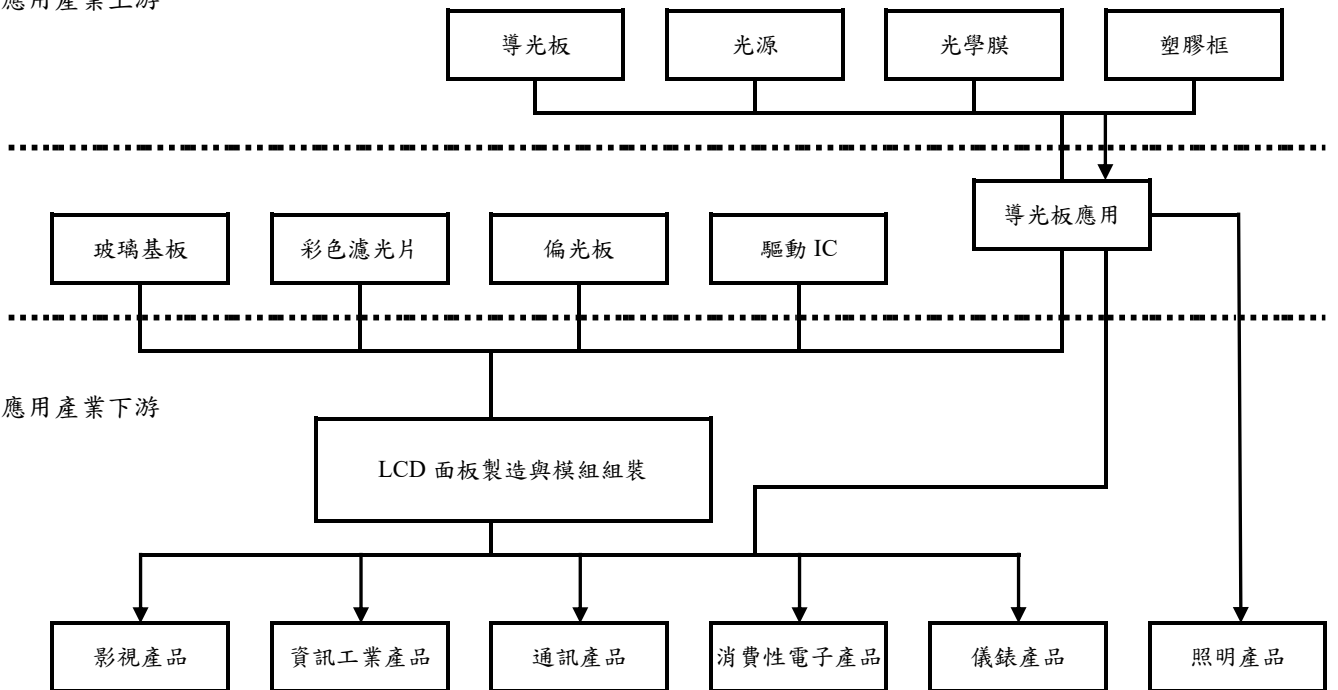 應用產業上游
導光板
光源
光學膜
塑膠框
導光板應用
玻璃基板
彩色濾光片
偏光板
驅動 IC
應用產業下游
LCD 面板製造與模組組裝
影視產品
資訊工業產品
通訊產品
消費性電子產品
儀錶產品
照明產品